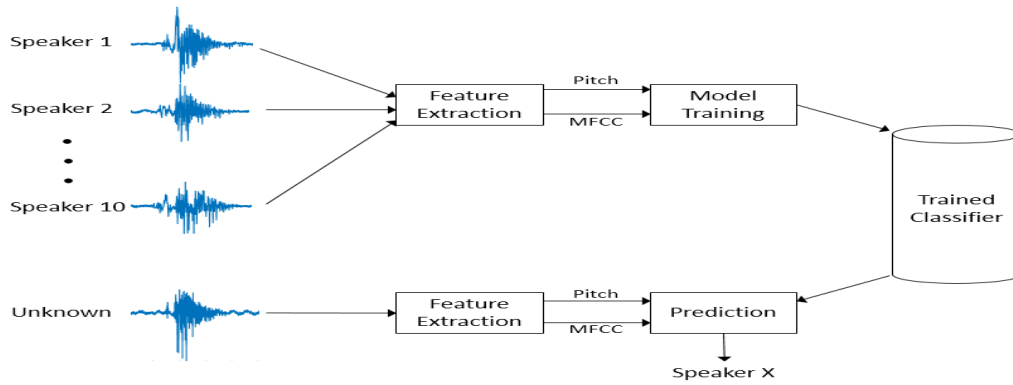 Speaker 1
Speaker 2
Speaker 10
Feature
Extraction
Pitch
MFCC
Model
Training
Trained
Classifier
Unknown
Feature
Extraction
Pitch
MFCC
Prediction
Speaker X